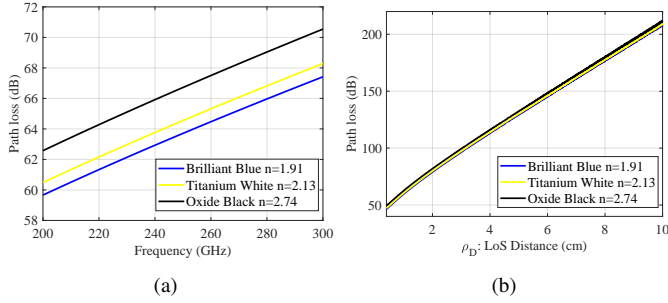 72
70
68
66
64
62
60
58
Path loss (dB)
200 220 240 260 280 300
Frequency (GHz)
Brilliant Blue n=1.91
Titanium White n=2.13
Oxide Black n=2.74
(a)
200
150
100
50
Path loss (dB)
2 4 6 8 10
ρD: LoS Distance (cm)
Brilliant Blue n=1.91
Titanium White n=2.13
Oxide Black n=2.74
(b)